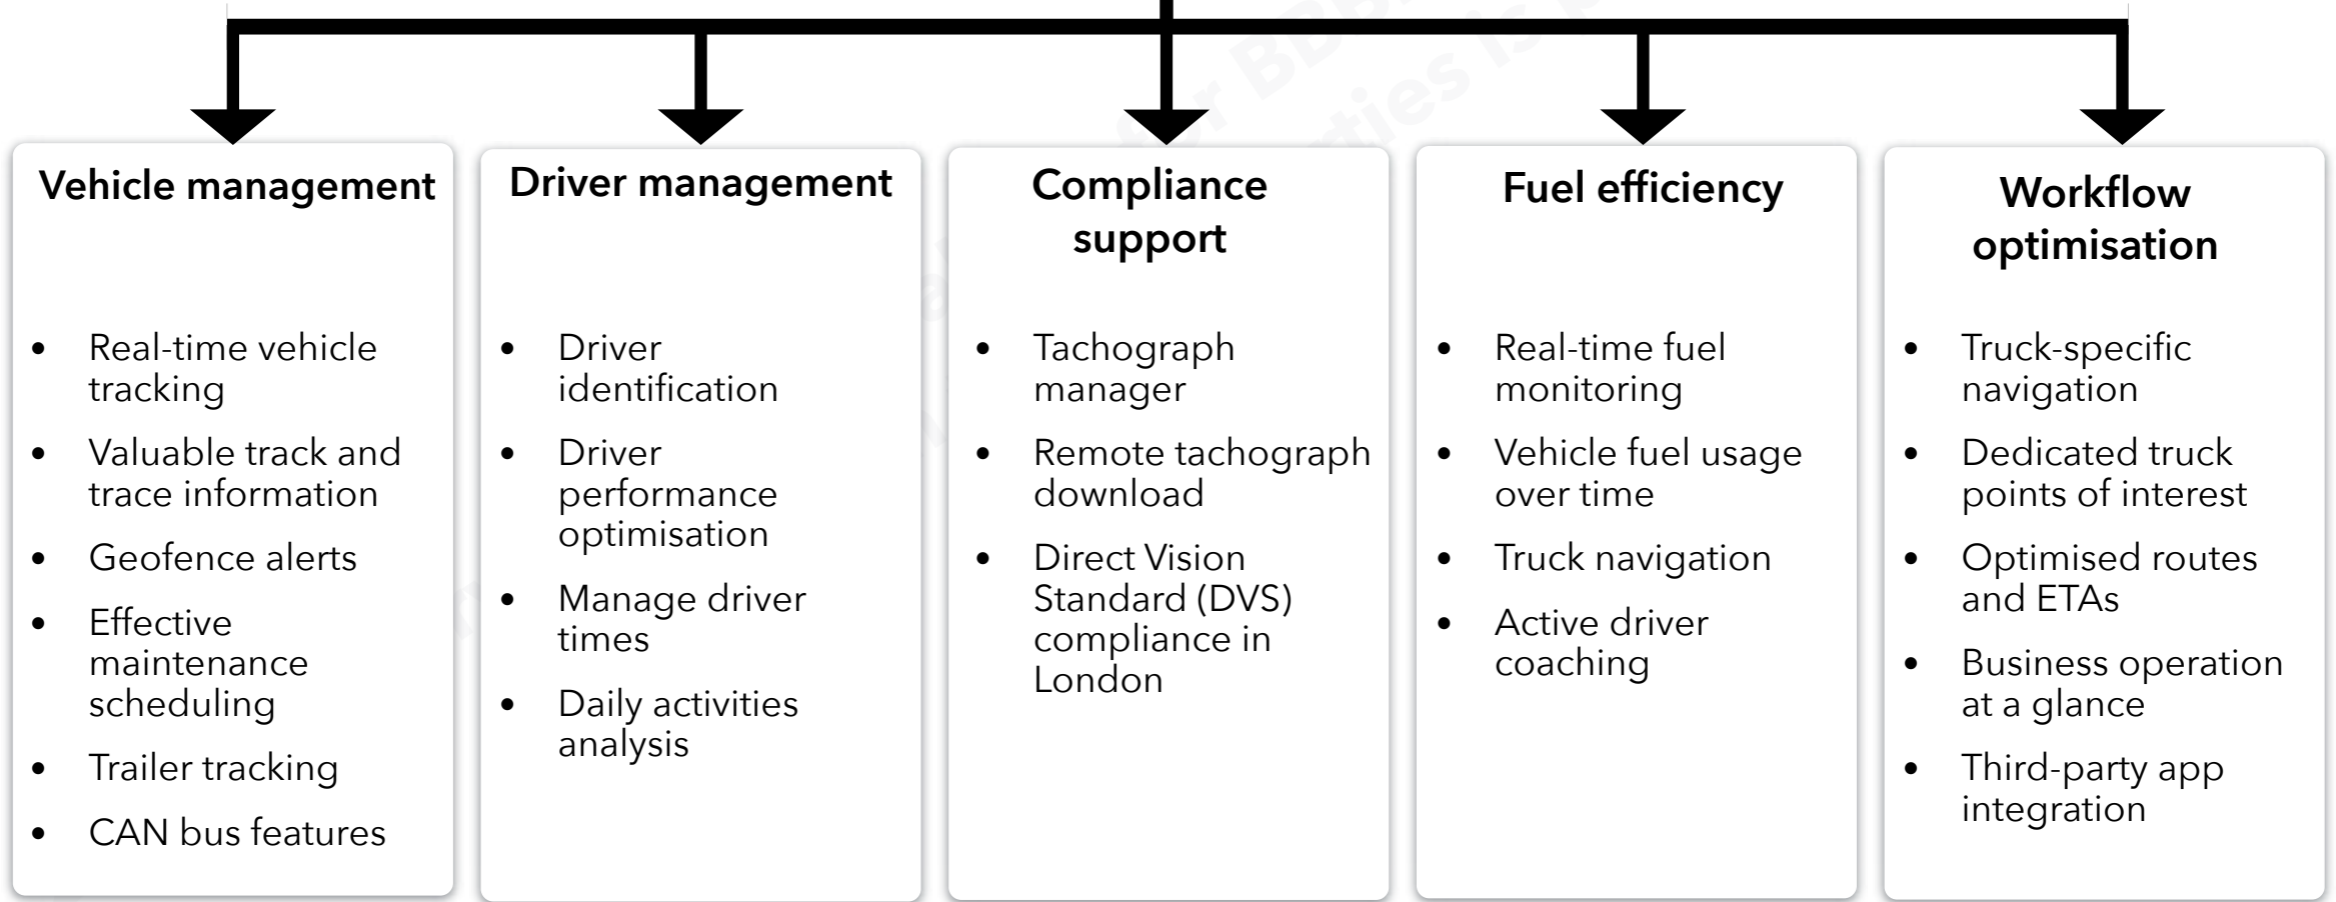 Vehicle management
• Real-time vehicle
tracking
• Valuable track and
trace information
• Geofence alerts
• Effective
maintenance
scheduling
• Trailer tracking
• CAN bus features
Driver management
• Driver
identification
• Driver
performance
optimisation
• Manage driver
times
• Daily activities
analysis
Compliance
support
• Tachograph
manager
• Remote tachograph
download
• Direct Vision
Standard (DVS)
compliance in
London
Fuel efficiency
• Real-time fuel
monitoring
• Vehicle fuel usage
over time
• Truck navigation
• Active driver
coaching
Workflow
optimisation
• Truck-specific
navigation
• Dedicated truck
points of interest
• Optimised routes
and ETAs
• Business operation
at a glance
• Third-party app
integration